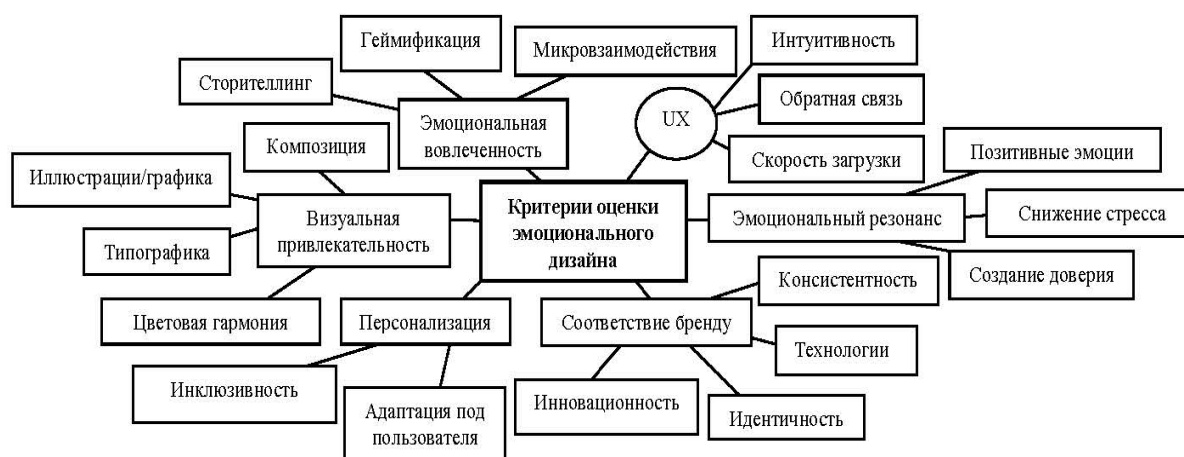 Геймификация
Микровзаимодействия
Интуитивность
Сторителлинг
Обратная связь
Эмоциональная
вовлеченность
UX
Композиция
Скорость загрузки
Позитивные эмоции
Иллюстрации/графика
Визуальная
привлекательность
Критерии оценки
эмоционального
дизайна
Эмоциональный резонанс
Снижение стресса
Типографика
Создание доверия
Консистентность
Цветовая гармония
Персонализация
Соответствие бренду
Технологии
Инклюзивность
Адаптация под
пользователя
Инновационность
Идентичность